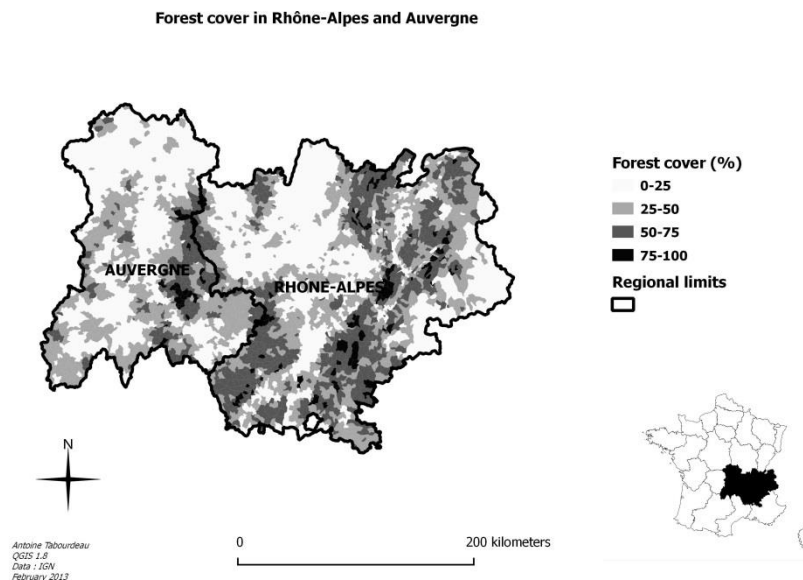 Forest cover in Rhône-Alpes and Auvergne
Forest cover (%)
0-25
25-50
50-75
75-100
Regional limits
AUVERGNE
RHONE-ALPES
N
0
200 kilometers
Antoine Tabourdeau
QGIS 1.8
Data : IGN
February 2013